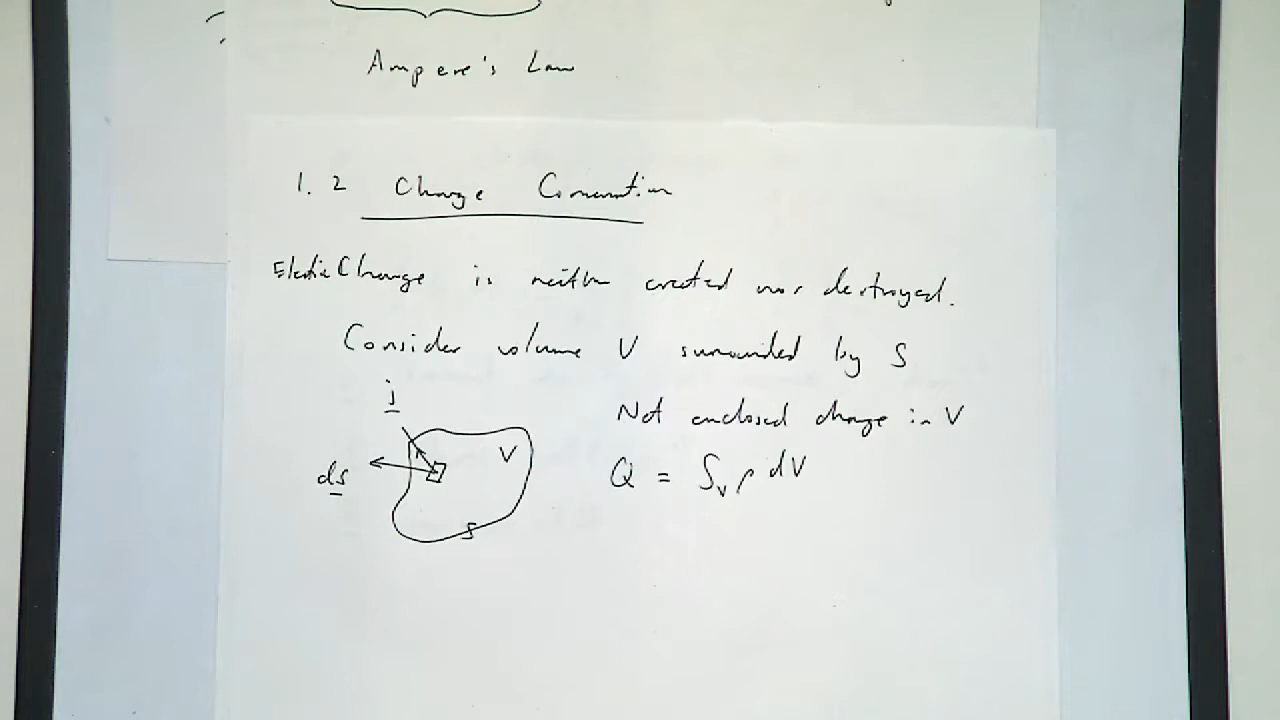 Ampere's Law
1.2 Charge Conservation
Electric Charge is neither created nor destroyed.
Consider volume V surrounded by S
j
Net enclosed charge in V
V
dS
Q = ∫_V ρ dV
S